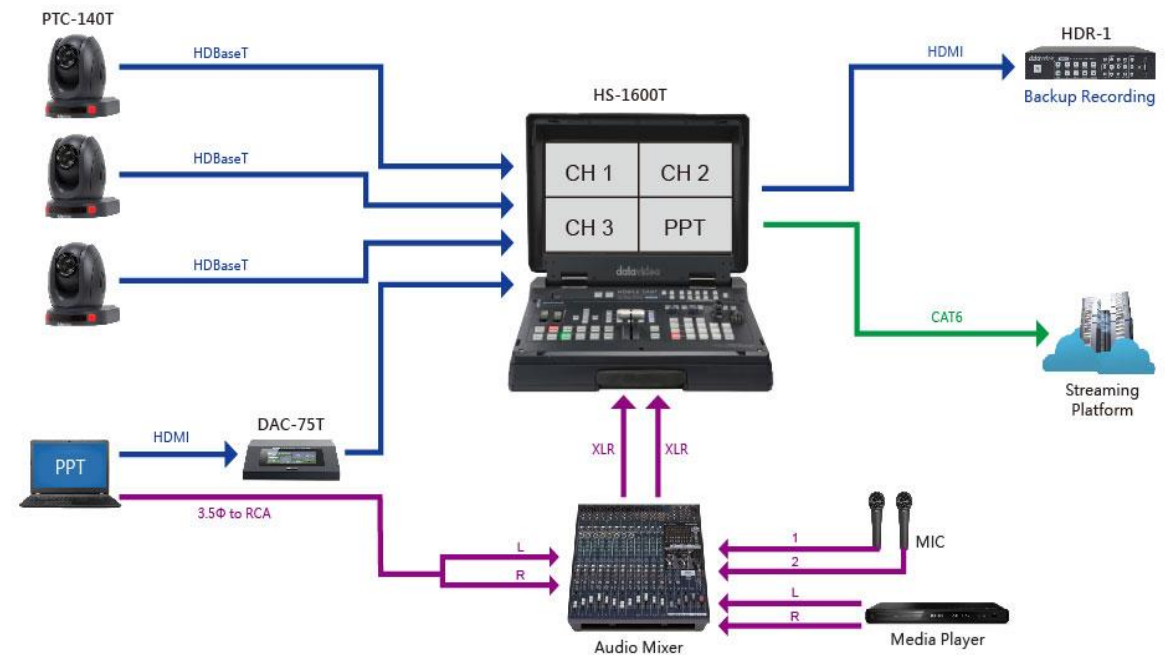 PTC-140T
HDBaseT
HDBaseT
HDBaseT
HS-1600T
CH 1
CH 2
CH 3
PPT
datavideo
HDMI
HDR-1
Backup Recording
CAT6
Streaming
Platform
PPT
HDMI
DAC-75T
3.5Φ to RCA
XLR
XLR
L
R
Audio Mixer
1
2
MIC
L
R
Media Player